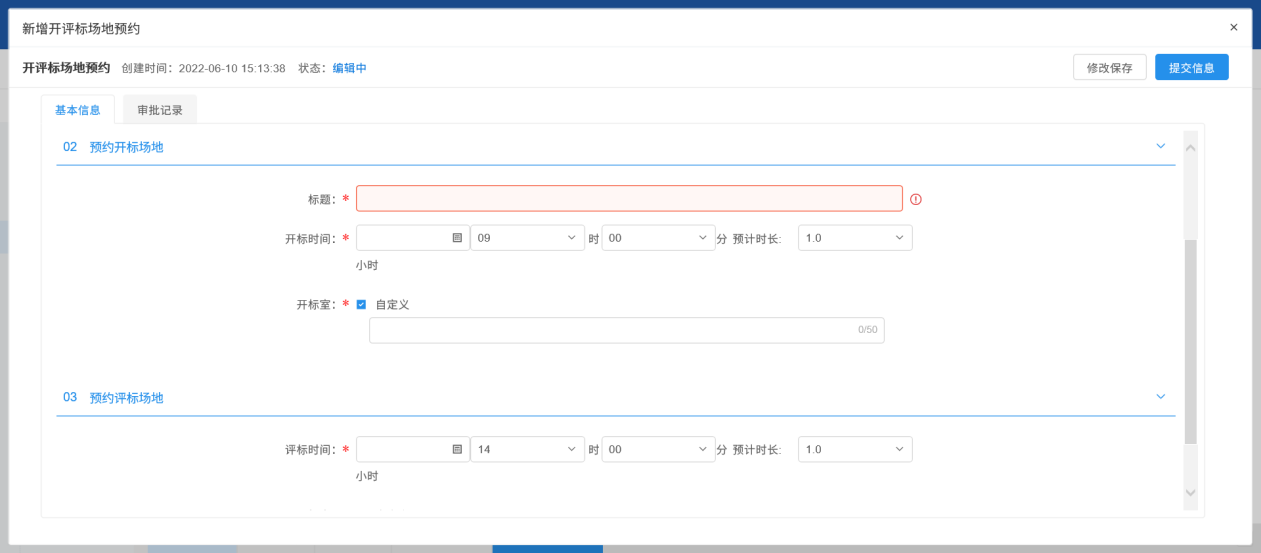 新增开评标场地预约 ×
开评标场地预约 创建时间：2022-06-10 15:13:38 状态：编辑中 修改保存 提交信息
基本信息 审批记录
02 预约开标场地
标题：*
开标时间：* 09 时 00 分 预计时长: 1.0
小时
开标室：* 自定义
0/50
03 预约评标场地
评标时间：* 14 时 00 分 预计时长: 1.0
小时